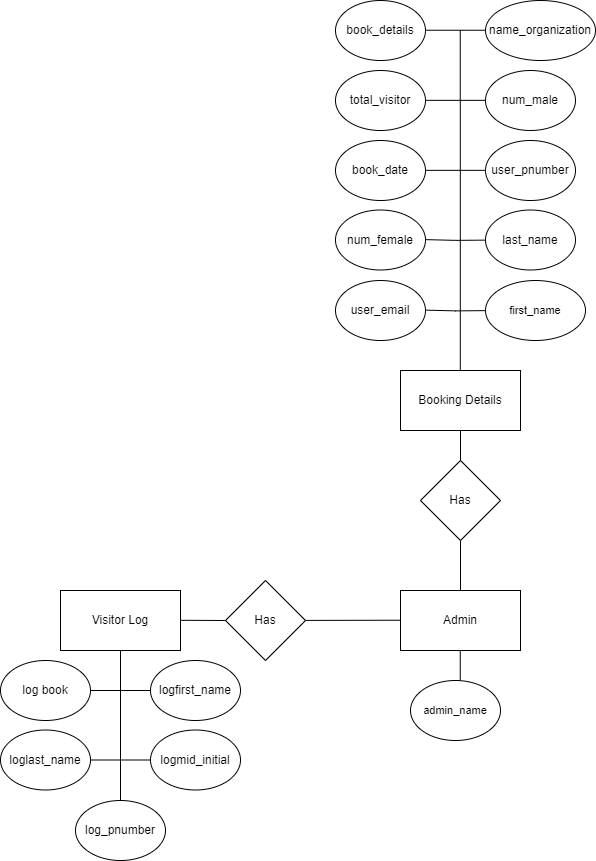 book_details
name_organization
total_visitor
num_male
book_date
user_pnumber
num_female
last_name
user_email
first_name
Booking Details
Has
Visitor Log
Has
Admin
log book
logfirst_name
admin_name
loglast_name
logmid_initial
log_pnumber